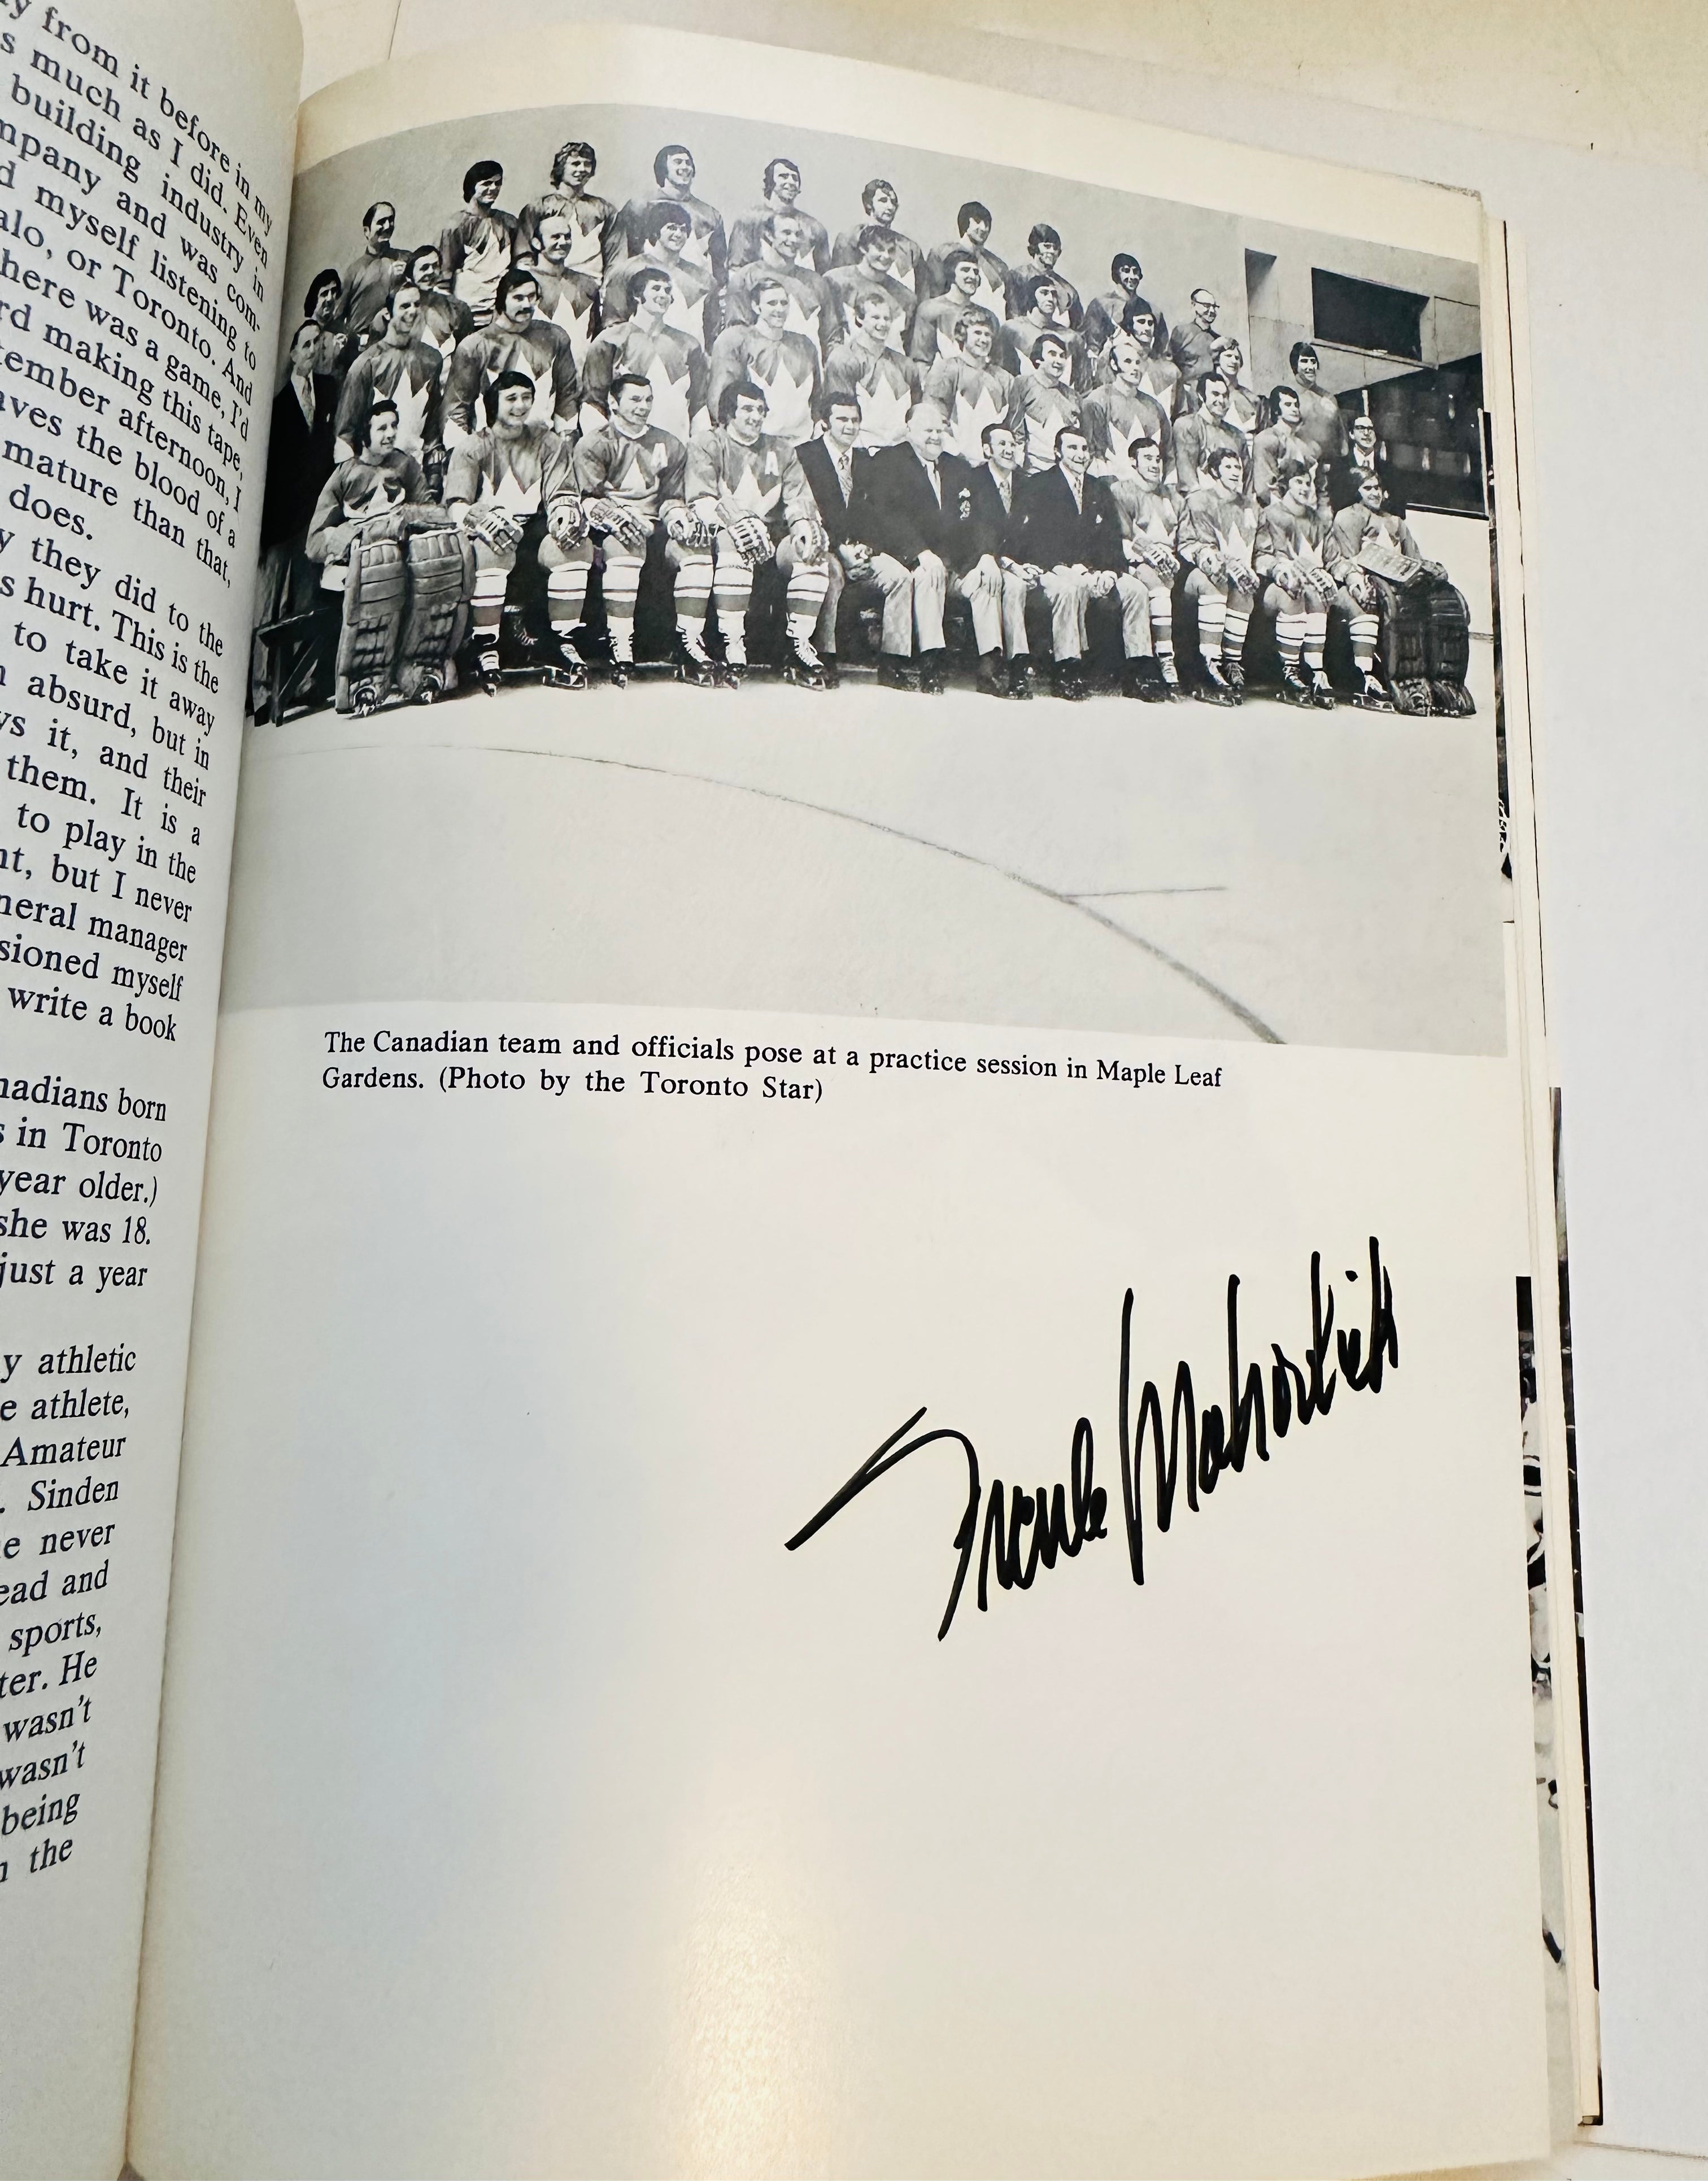 y from it before in my
s much as I did. Even
building industry in
mpany and was com-
d myself listening to
alo, or Toronto. And
here was a game, I'd
rd making this tape,
tember afternoon, I
aves the blood of a
mature than that,
does.
y they did to the
s hurt. This is the
to take it away
n absurd, but in
ys it, and their
them. It is a
to play in the
nt, but I never
neral manager
sioned myself
write a book
nadians born
s in Toronto
year older.)
she was 18.
just a year
y athletic
e athlete,
Amateur
. Sinden
e never
ead and
sports,
ter. He
wasn't
wasn't
being
n the
A
A
The Canadian team and officials pose at a practice session in Maple Leaf
Gardens. (Photo by the Toronto Star)
Frank Mahovlich